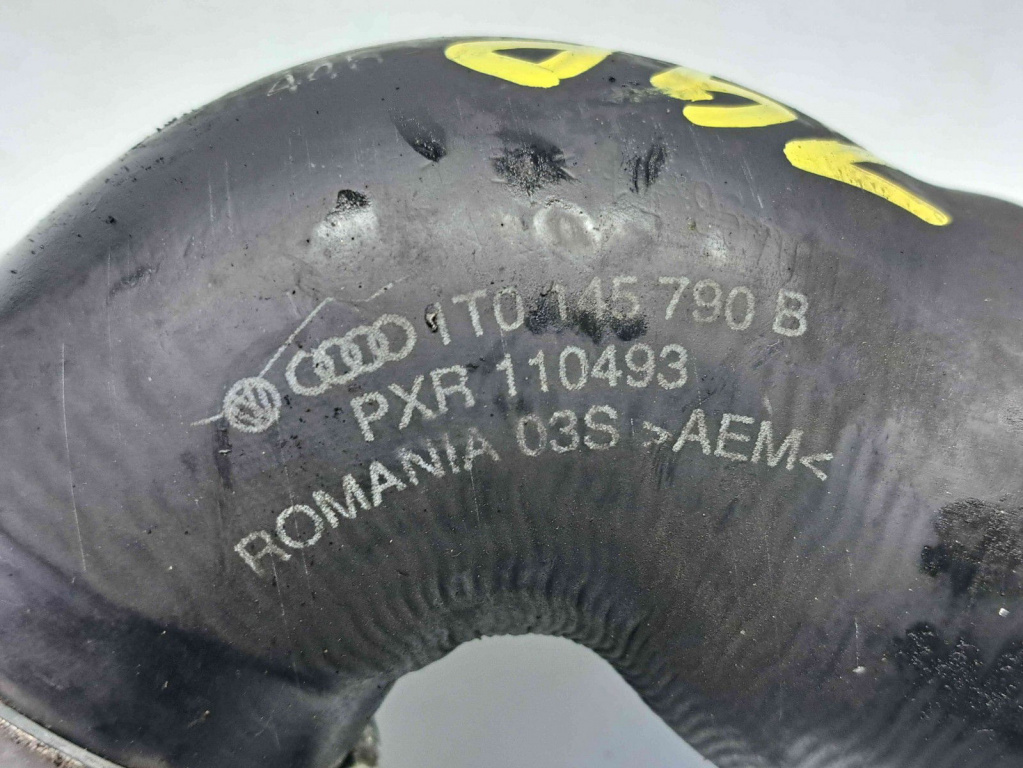 1T0 145 790 B
PXR 110493
ROMANIA 03S >AEM<